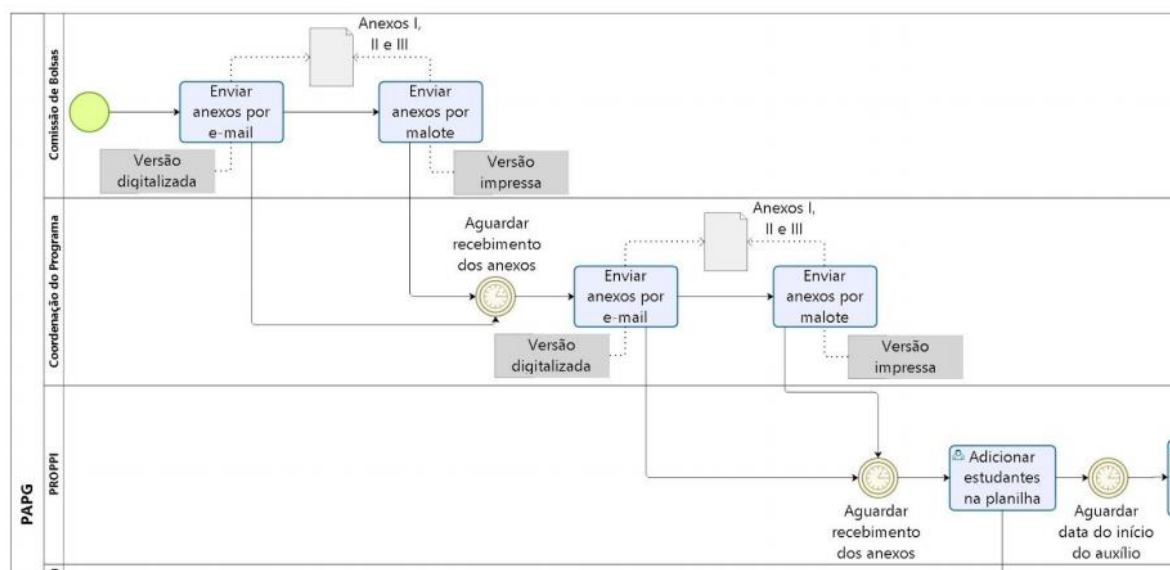 PAPG
Comissão de Bolsas
Anexos I,
II e III
Enviar
anexos por
e-mail
Enviar
anexos por
malote
Versão
digitalizada
Versão
impressa
Coordenação do Programa
Aguardar
recebimento
dos anexos
Anexos I,
II e III
Enviar
anexos por
e-mail
Enviar
anexos por
malote
Versão
digitalizada
Versão
impressa
PROPPI
Aguardar
recebimento
dos anexos
Adicionar
estudantes
na planilha
Aguardar
data do início
do auxílio